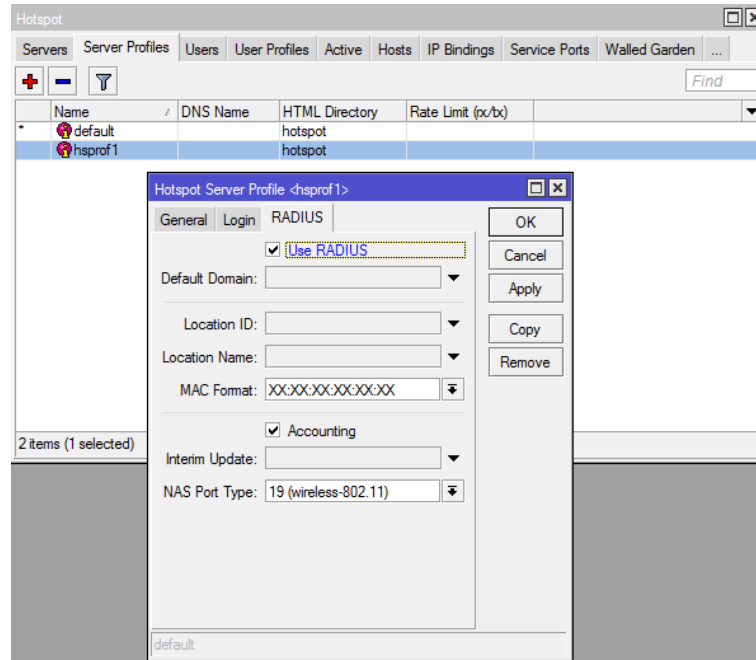 Hotspot
Servers Server Profiles Users User Profiles Active Hosts IP Bindings Service Ports Walled Garden ...
Find
Name DNS Name HTML Directory Rate Limit (rx/tx)
* default hotspot
hsprof1 hotspot
Hotspot Server Profile <hsprof1>
General Login RADIUS
OK
Use RADIUS
Cancel
Default Domain:
Apply
Location ID:
Copy
Location Name:
Remove
MAC Format: XX:XX:XX:XX:XX:XX
Accounting
2 items (1 selected)
Interim Update:
NAS Port Type: 19 (wireless-802.11)
default